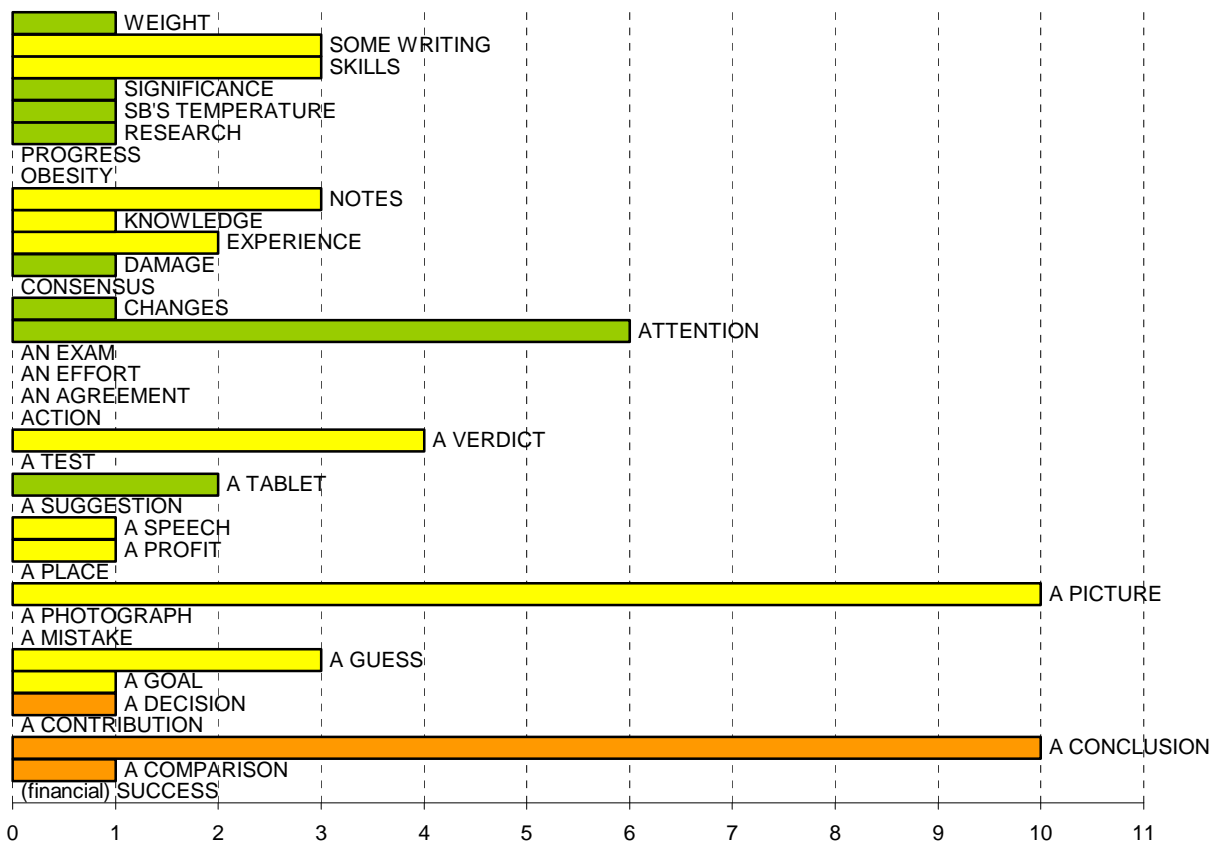 WEIGHT
SOME WRITING
SKILLS
SIGNIFICANCE
SB'S TEMPERATURE
RESEARCH
PROGRESS
OBESITY
NOTES
KNOWLEDGE
EXPERIENCE
DAMAGE
CONSENSUS
CHANGES
ATTENTION
AN EXAM
AN EFFORT
AN AGREEMENT
ACTION
A VERDICT
A TEST
A TABLET
A SUGGESTION
A SPEECH
A PROFIT
A PLACE
A PICTURE
A PHOTOGRAPH
A MISTAKE
A GUESS
A GOAL
A DECISION
A CONTRIBUTION
A CONCLUSION
A COMPARISON
(financial) SUCCESS
0 1 2 3 4 5 6 7 8 9 10 11